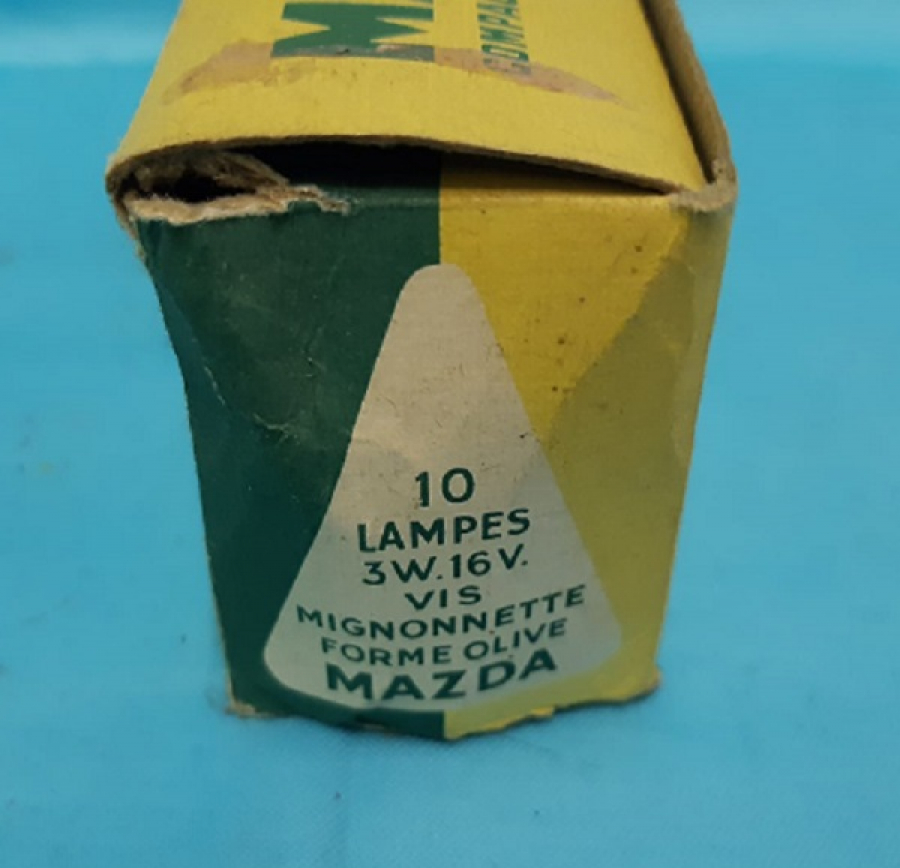 10
LAMPES
3W.16V.
VIS
MIGNONNETTE
FORME OLIVE
MAZDA